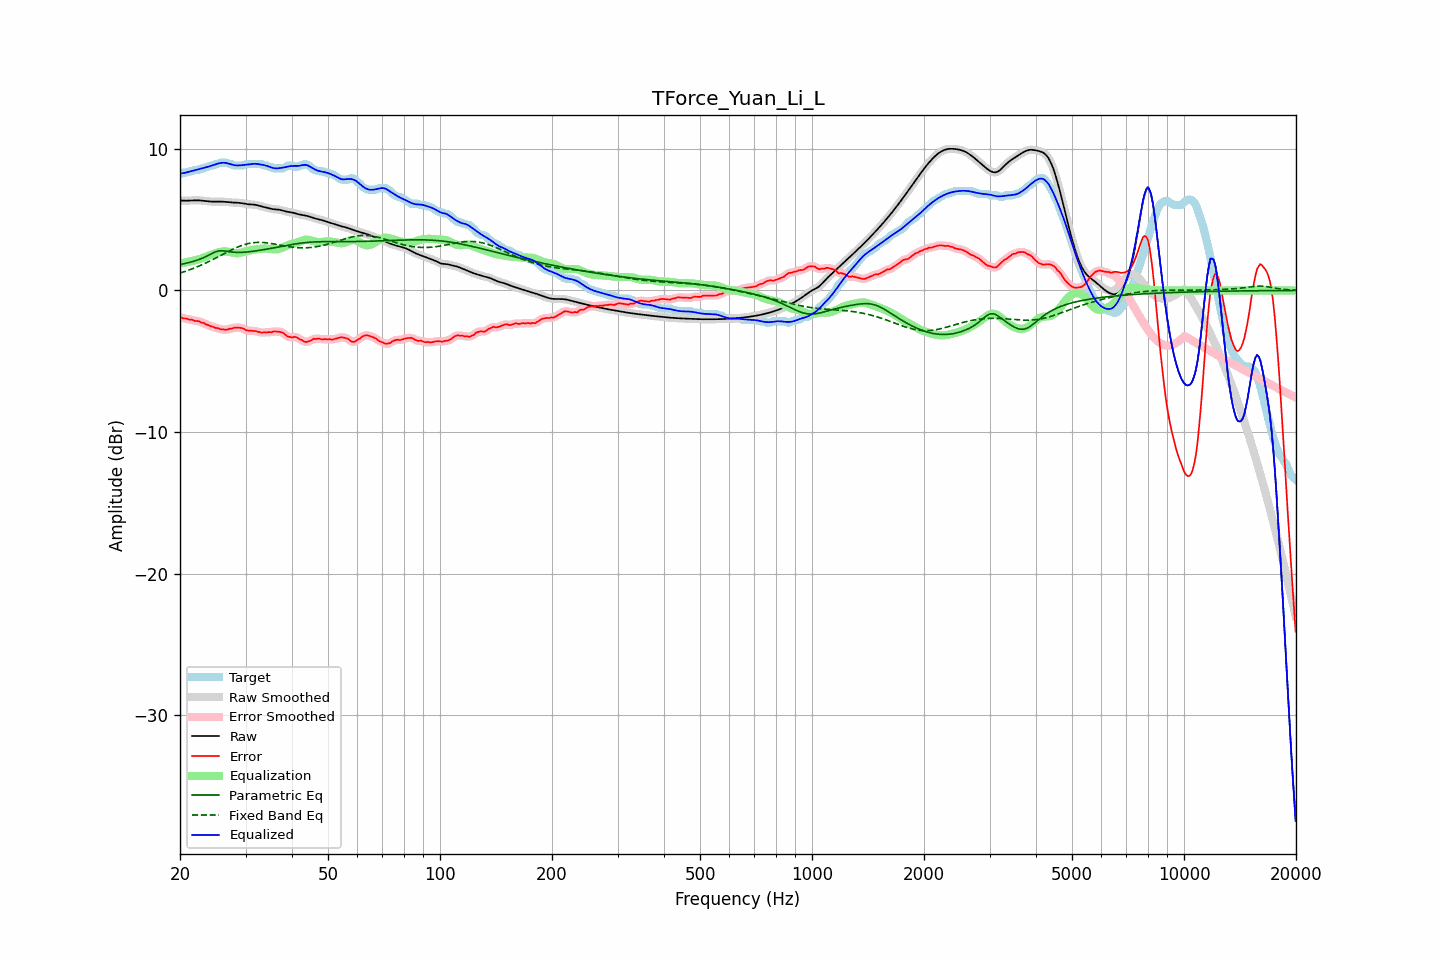 TForce_Yuan_Li_L
10
0
−10
−20
−30
Amplitude (dBr)
Target
Raw Smoothed
Error Smoothed
Raw
Error
Equalization
Parametric Eq
Fixed Band Eq
Equalized
20
50
100
200
500
1000
2000
5000
10000
20000
Frequency (Hz)